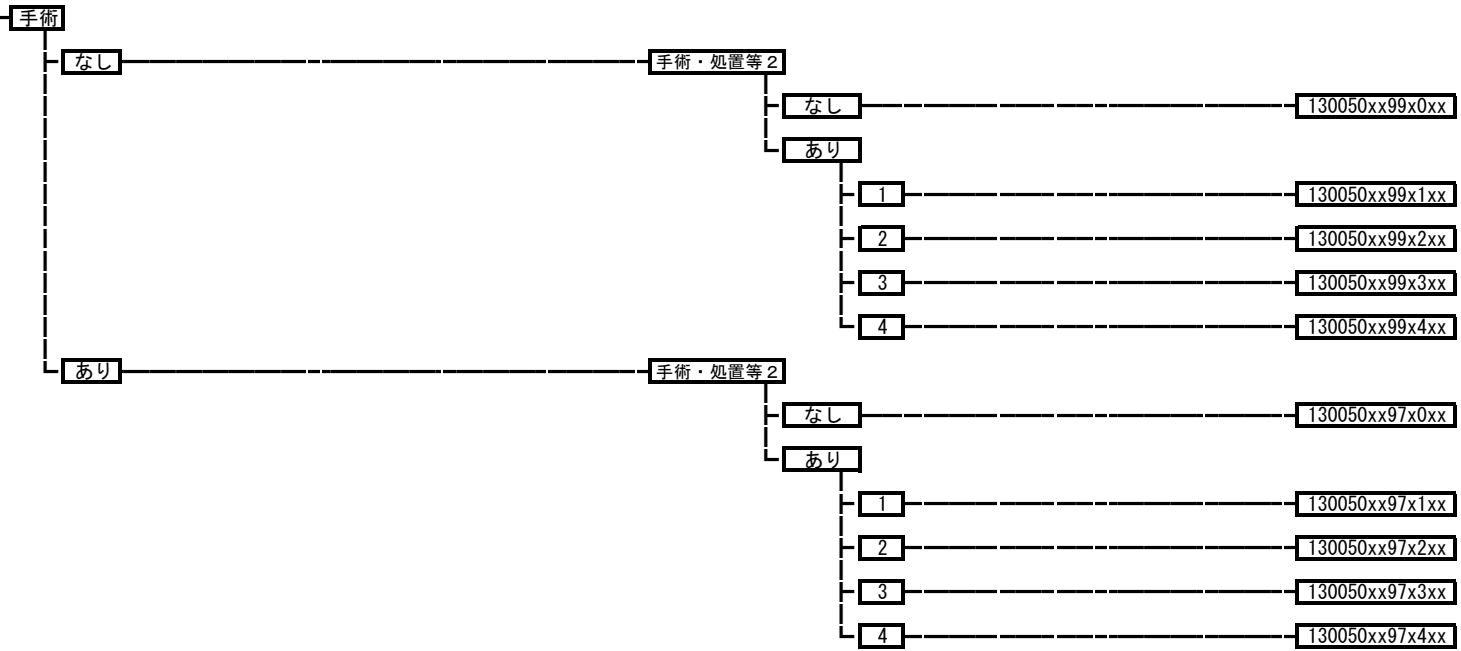 手術
なし 手術・処置等2
なし 130050xx99x0xx
あり
1 130050xx99x1xx
2 130050xx99x2xx
3 130050xx99x3xx
4 130050xx99x4xx
あり 手術・処置等2
なし 130050xx97x0xx
あり
1 130050xx97x1xx
2 130050xx97x2xx
3 130050xx97x3xx
4 130050xx97x4xx